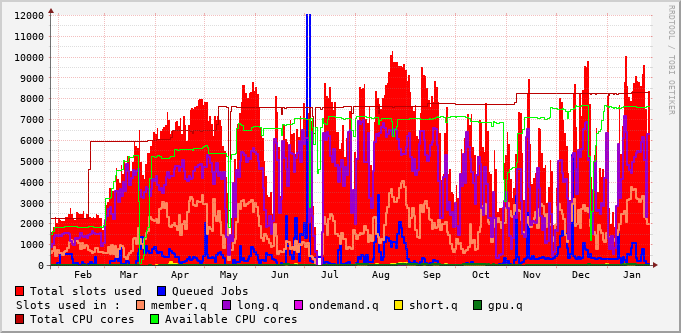 12000
11000
10000
9000
8000
7000
6000
5000
4000
3000
2000
1000
0
Feb Mar Apr May Jun Jul Aug Sep Oct Nov Dec Jan
Total slots used Queued Jobs
Slots used in : member.q long.q ondemand.q short.q gpu.q
Total CPU cores Available CPU cores
RRDTOOL / TOBI OETIKER